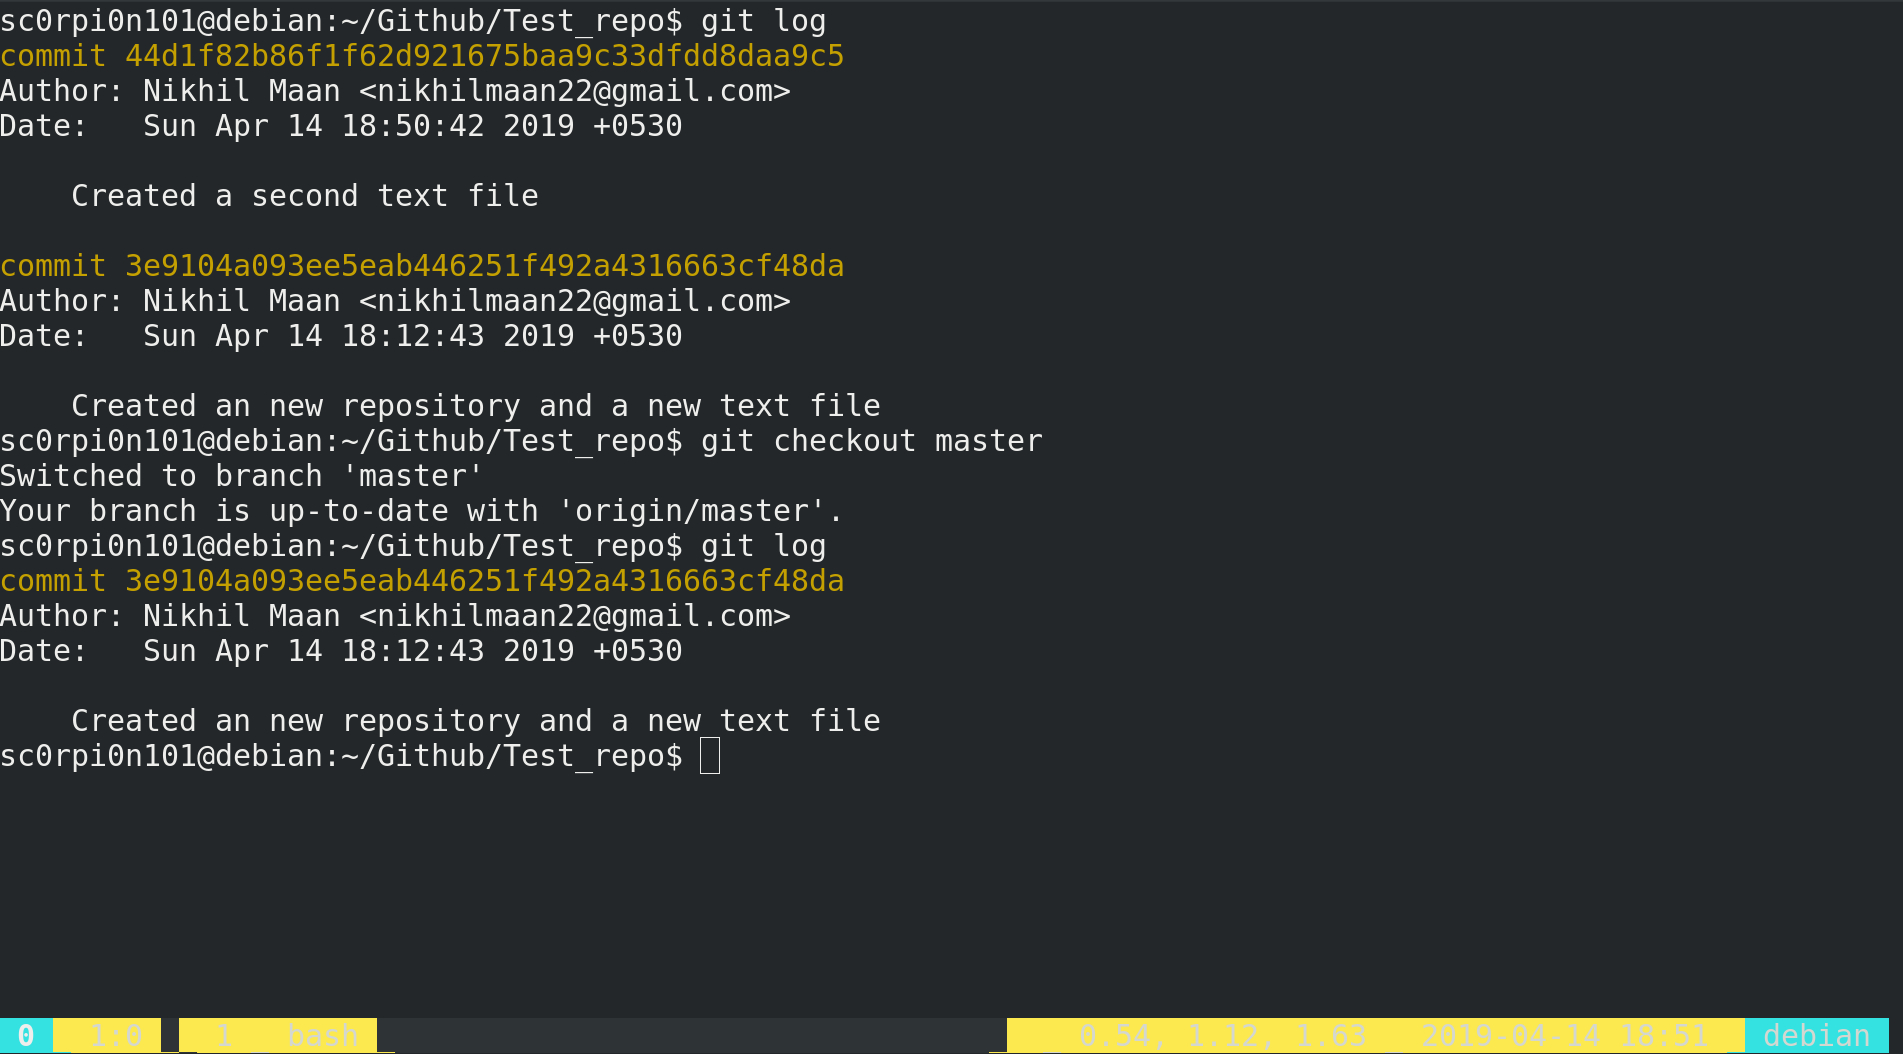 sc0rpi0n101@debian:~/Github/Test_repo$ git log
commit 44d1f82b86f1f62d921675baa9c33dfdd8daa9c5
Author: Nikhil Maan <nikhilmaan22@gmail.com>
Date:   Sun Apr 14 18:50:42 2019 +0530

    Created a second text file

commit 3e9104a093ee5eab446251f492a4316663cf48da
Author: Nikhil Maan <nikhilmaan22@gmail.com>
Date:   Sun Apr 14 18:12:43 2019 +0530

    Created an new repository and a new text file
sc0rpi0n101@debian:~/Github/Test_repo$ git checkout master
Switched to branch 'master'
Your branch is up-to-date with 'origin/master'.
sc0rpi0n101@debian:~/Github/Test_repo$ git log
commit 3e9104a093ee5eab446251f492a4316663cf48da
Author: Nikhil Maan <nikhilmaan22@gmail.com>
Date:   Sun Apr 14 18:12:43 2019 +0530

    Created an new repository and a new text file
sc0rpi0n101@debian:~/Github/Test_repo$
0 1:0 1 _ bash _ 0.54, 1.12, 1.63 _ 2019-04-14 18:51 _ debian